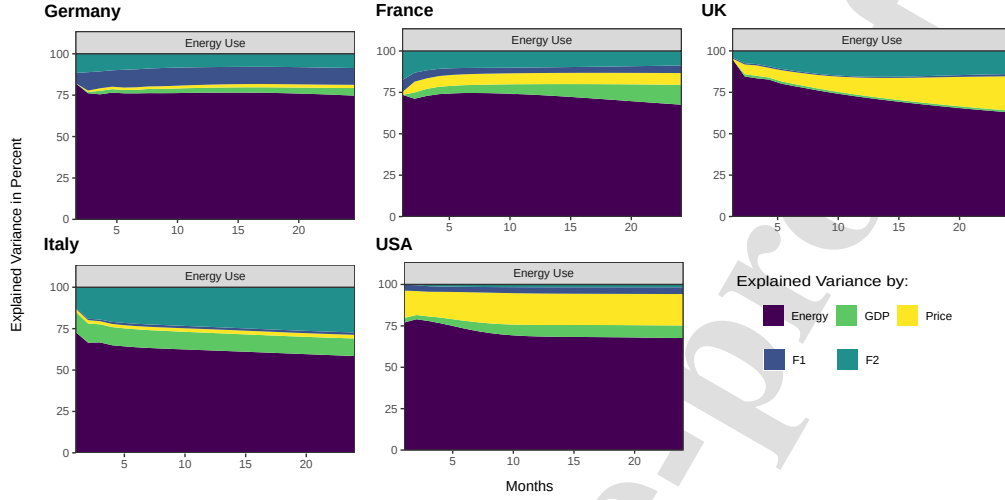 Germany
France
UK
Energy Use
Energy Use
Energy Use
100
75
50
25
0
100
75
50
25
0
100
75
50
25
0
5 10 15 20
5 10 15 20
5 10 15 20
Explained Variance in Percent
Italy
USA
Energy Use
Energy Use
100
75
50
25
0
100
75
50
25
0
5 10 15 20
5 10 15 20
Months
Explained Variance by:
Energy GDP Price
F1 F2